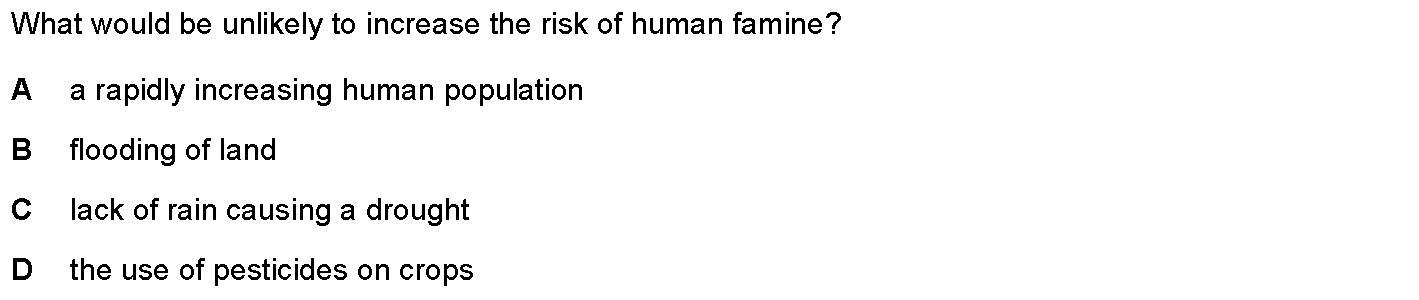 What would be unlikely to increase the risk of human famine?
A a rapidly increasing human population
B flooding of land
C lack of rain causing a drought
D the use of pesticides on crops